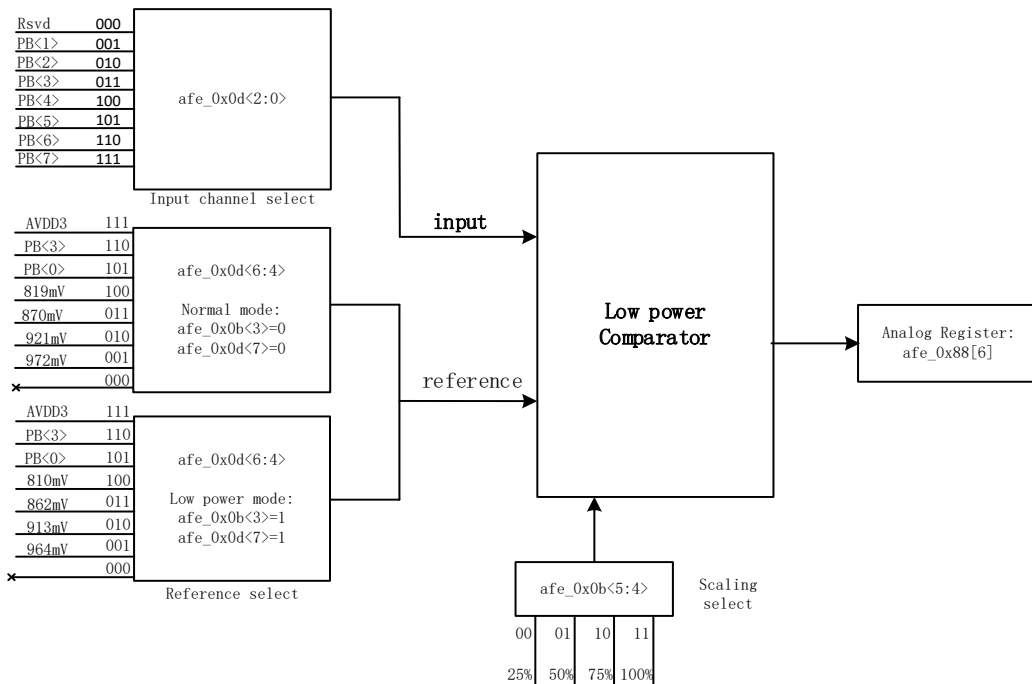 Rsvd 000
PB<1> 001
PB<2> 010
PB<3> 011
PB<4> 100
PB<5> 101
PB<6> 110
PB<7> 111
afe_0x0d<2:0>
Input channel select
AVDD3 111
PB<3> 110
PB<0> 101
819mV 100
870mV 011
921mV 010
972mV 001
000
afe_0x0d<6:4>
Normal mode:
afe_0x0b<3>=0
afe_0x0d<7>=0
AVDD3 111
PB<3> 110
PB<0> 101
810mV 100
862mV 011
913mV 010
964mV 001
000
afe_0x0d<6:4>
Low power mode:
afe_0x0b<3>=1
afe_0x0d<7>=1
Reference select
input
reference
Low power
Comparator
Analog Register:
afe_0x88[6]
afe_0x0b<5:4>
Scaling
select
00 01 10 11
25% 50% 75% 100%